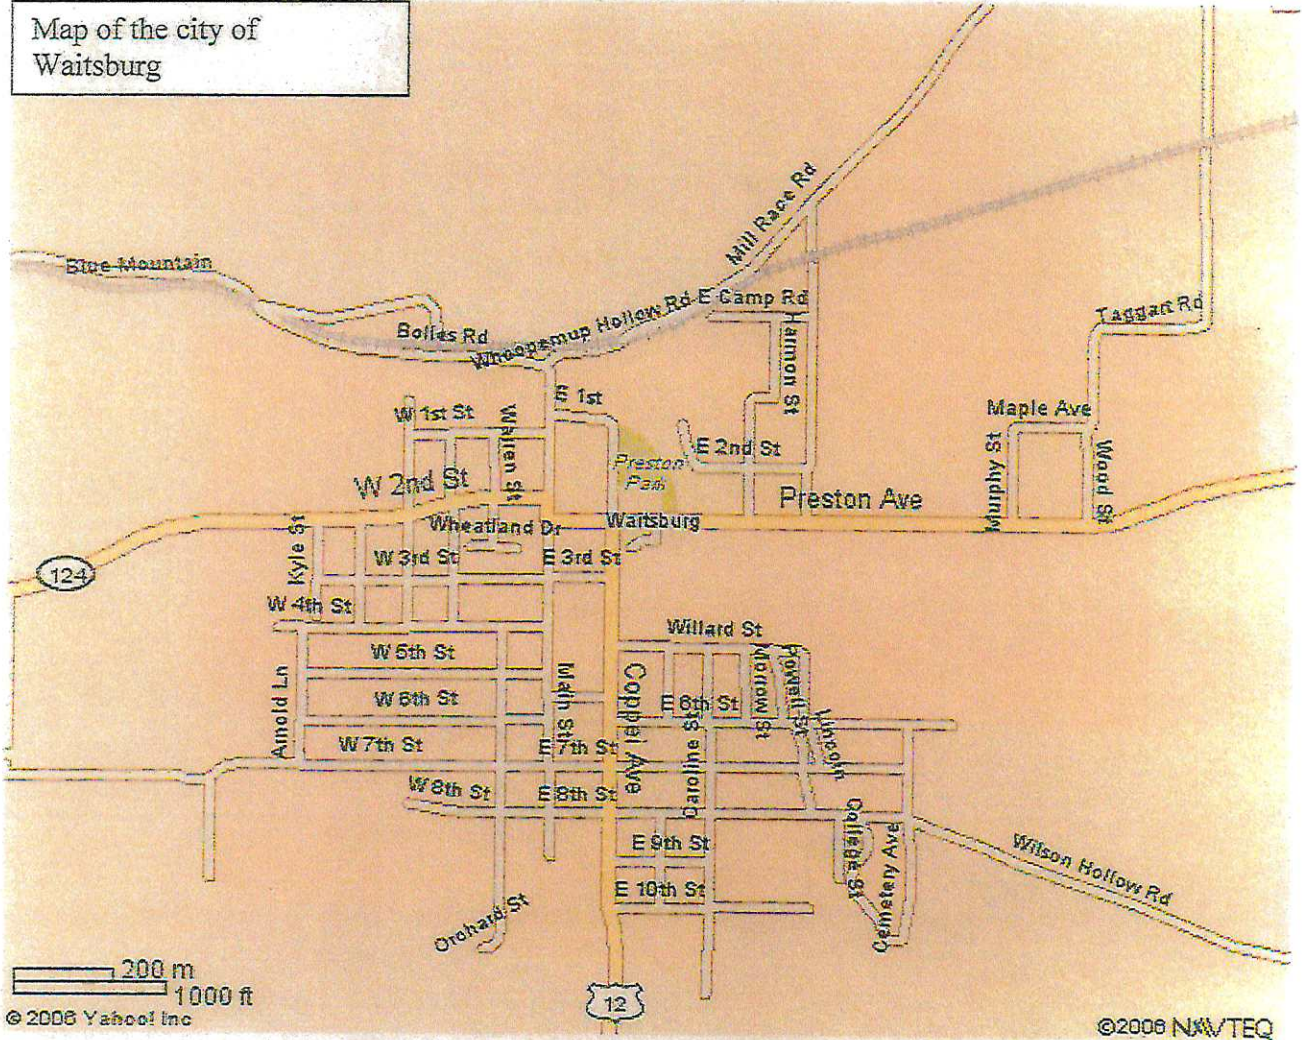 Map of the city of
Waitsburg
Mill Race Rd
Blue Mountain
Whoopemup Hollow Rd
E Camp Rd
Taggart Rd
Bolles Rd
Harmon St
E 1st
W 1st St
Warren St
Maple Ave
Murphy St
Wood St
E 2nd St
Preston
Park
W 2nd St
Preston Ave
Waitsburg
Wheatland Dr
Kyle St
W 3rd St
E 3rd St
124
W 4th St
Willard St
W 5th St
Arnold Ln
Main St
Coppei Ave
Morrow St
Powell St
W 6th St
E 6th St
Lincoln
Caroline St
W 7th St
E 7th St
W 8th St
E 8th St
College St
Cemetery Ave
E 9th St
Wilson Hollow Rd
E 10th St
Orchard St
200 m
1000 ft
12
© 2006 Yahoo! Inc
©2006 NAVTEQ